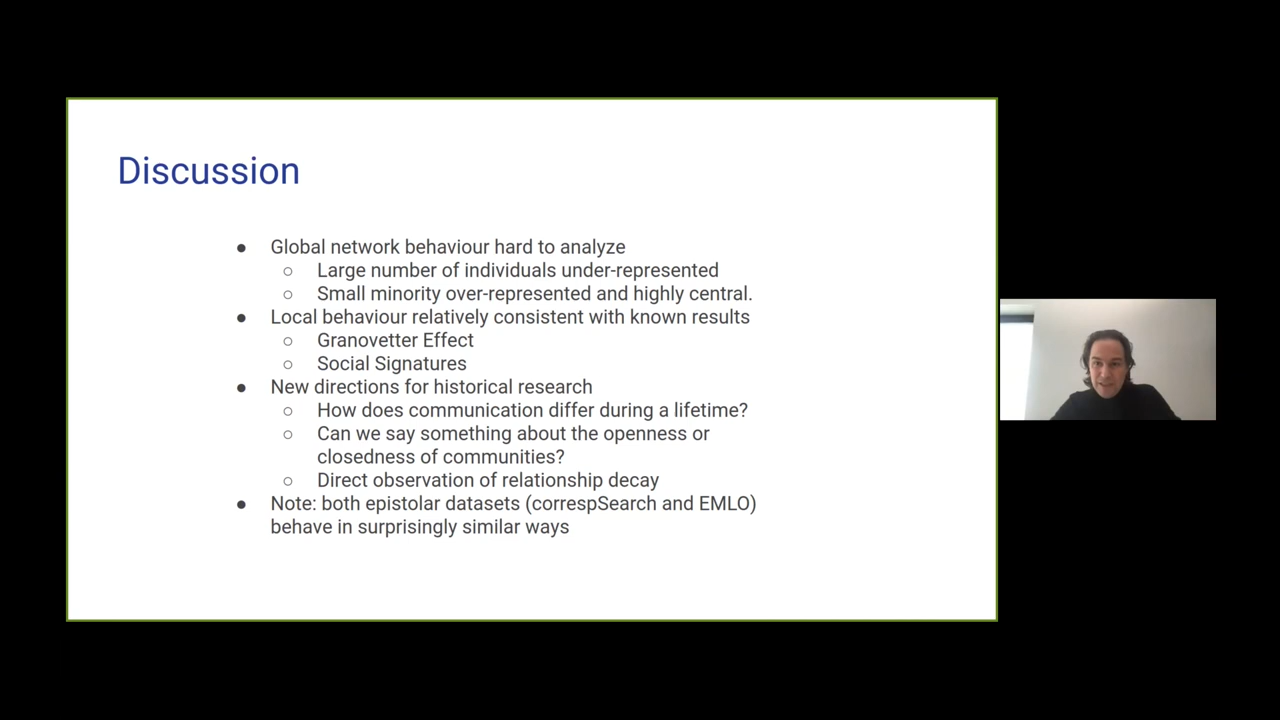 Discussion
● Global network behaviour hard to analyze
○ Large number of individuals under-represented
○ Small minority over-represented and highly central.
● Local behaviour relatively consistent with known results
○ Granovetter Effect
○ Social Signatures
● New directions for historical research
○ How does communication differ during a lifetime?
○ Can we say something about the openness or
closedness of communities?
○ Direct observation of relationship decay
● Note: both epistolar datasets (correspSearch and EMLO)
behave in surprisingly similar ways